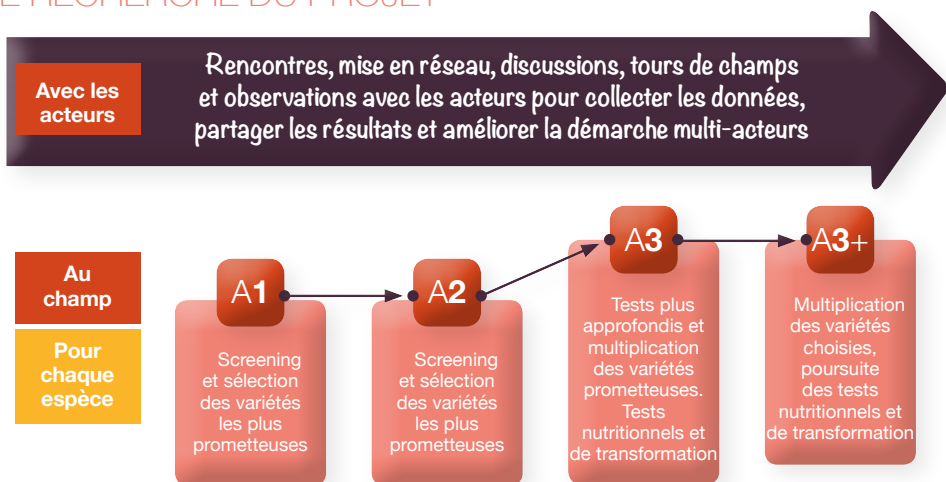 E RECHERCHE DU PROJET
Avec les
acteurs
Rencontres, mise en réseau, discussions, tours de champs
et observations avec les acteurs pour collecter les données,
partager les résultats et améliorer la démarche multi-acteurs
Au
champ
Pour
chaque
espèce
A1
Screening
et sélection
des variétés
les plus
prometteuses
A2
Screening
et sélection
des variétés
les plus
prometteuses
A3
Tests plus
approfondis et
multiplication
des variétés
prometteuses.
Tests
nutritionnels et
de transformation
A3+
Multiplication
des variétés
choisies,
poursuite
des tests
nutritionnels et
de transformation